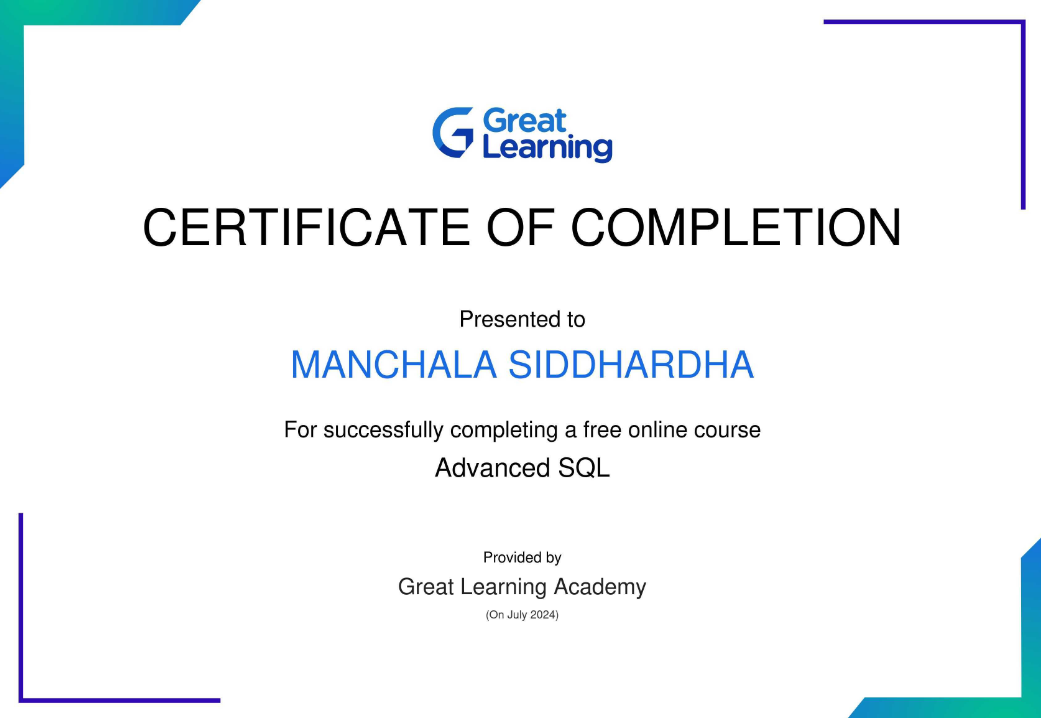 Great
Learning
CERTIFICATE OF COMPLETION
Presented to
MANCHALA SIDDHARDHA
For successfully completing a free online course
Advanced SQL
Provided by
Great Learning Academy
(On July 2024)